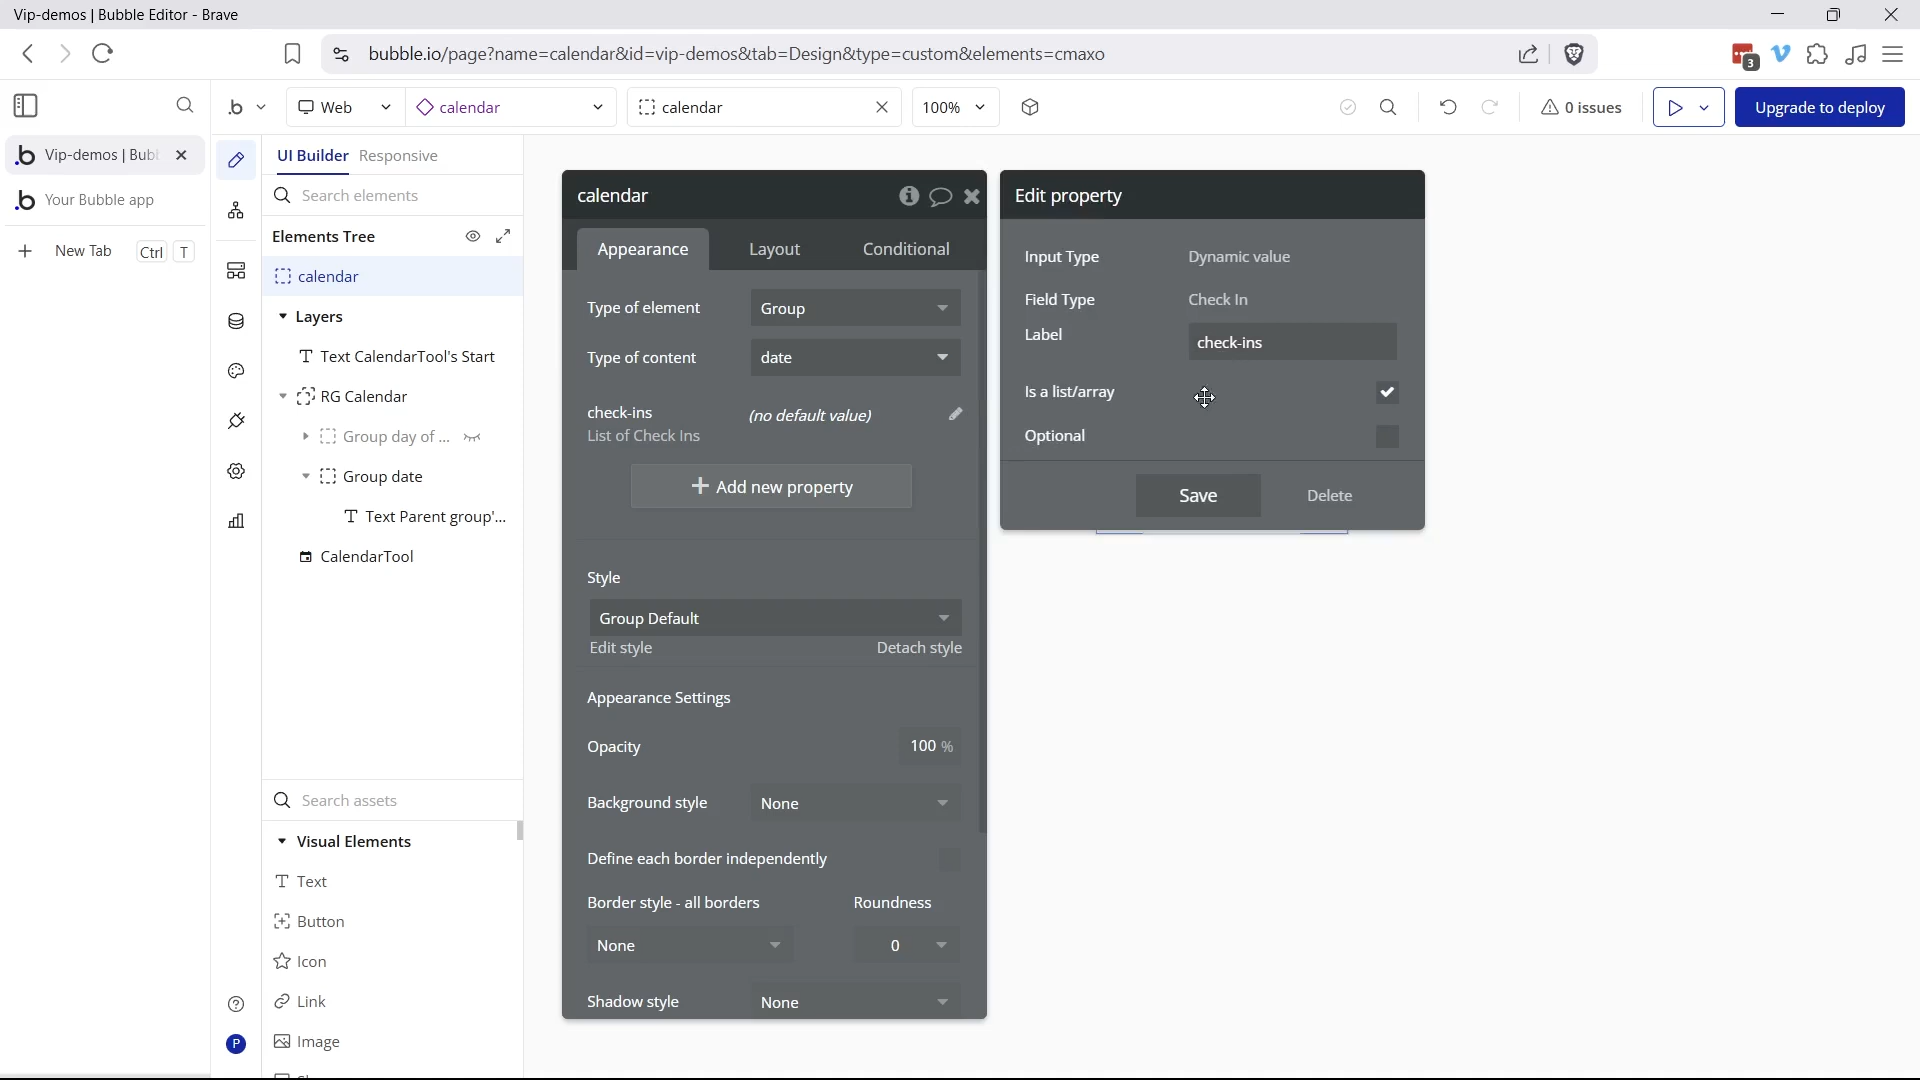 Vip-demos | Bubble Editor - Brave
bubble.io/page?name=calendar&id=vip-demos&tab=Design&type=custom&elements=cmaxo
3
Vip-demos | Bubb
Your Bubble app
New Tab Ctrl T
Web
calendar
calendar
100%
0 issues
Upgrade to deploy
UI Builder
Responsive
Search elements
Elements Tree
calendar
Layers
Text CalendarTool's Start
RG Calendar
Group day of ...
Group date
Text Parent group'...
CalendarTool
Search assets
Visual Elements
Text
Button
Icon
Link
Image
P
calendar
Appearance
Layout
Conditional
Type of element
Group
Type of content
date
check-ins
(no default value)
List of Check Ins
Add new property
Style
Group Default
Edit style
Detach style
Appearance Settings
Opacity
100 %
Background style
None
Define each border independently
Border style - all borders
Roundness
None
0
Shadow style
None
Edit property
Input Type
Dynamic value
Field Type
Check In
Label
check-ins
Is a list/array
Optional
Save
Delete